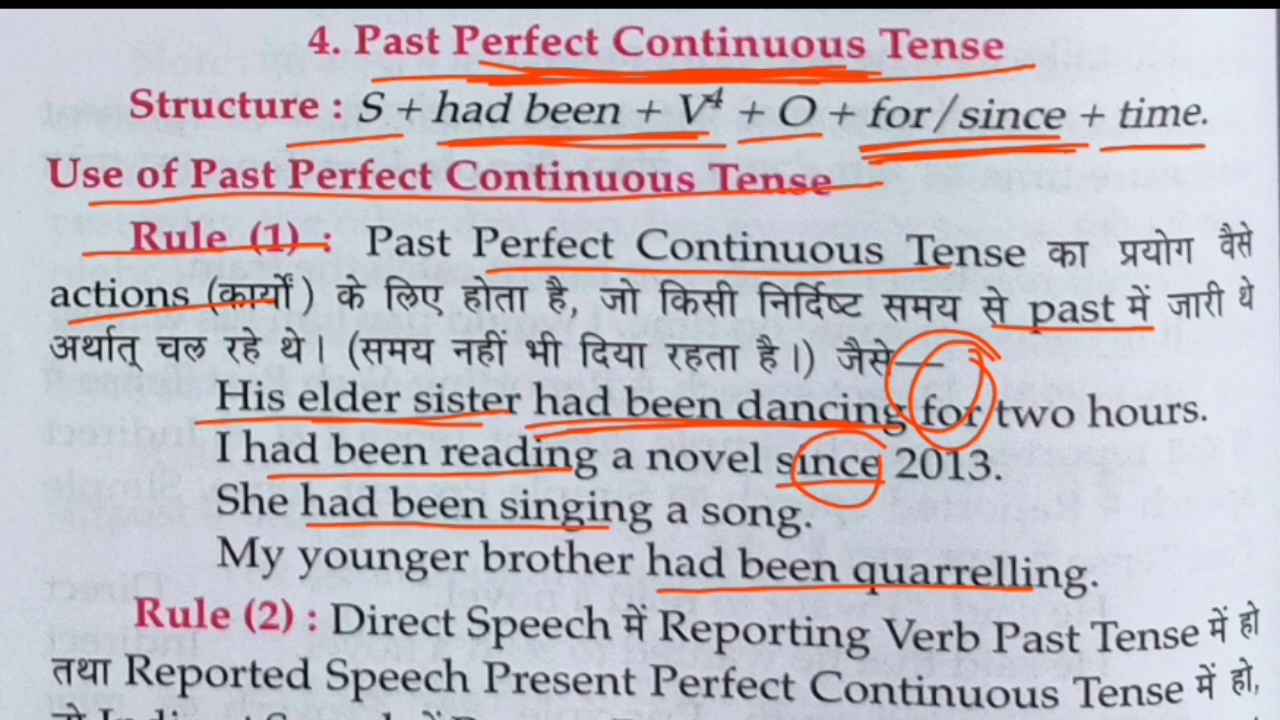 4. Past Perfect Continuous Tense
Structure : S + had been + V⁴ + O + for/since + time.
Use of Past Perfect Continuous Tense
Rule (1) : Past Perfect Continuous Tense का प्रयोग वैसे
actions (कार्यों) के लिए होता है, जो किसी निर्दिष्ट समय से past में जारी थे
अर्थात् चल रहे थे। (समय नहीं भी दिया रहता है।) जैसे—
His elder sister had been dancing for two hours.
I had been reading a novel since 2013.
She had been singing a song.
My younger brother had been quarrelling.
Rule (2) : Direct Speech में Reporting Verb Past Tense में हो
तथा Reported Speech Present Perfect Continuous Tense में हो,